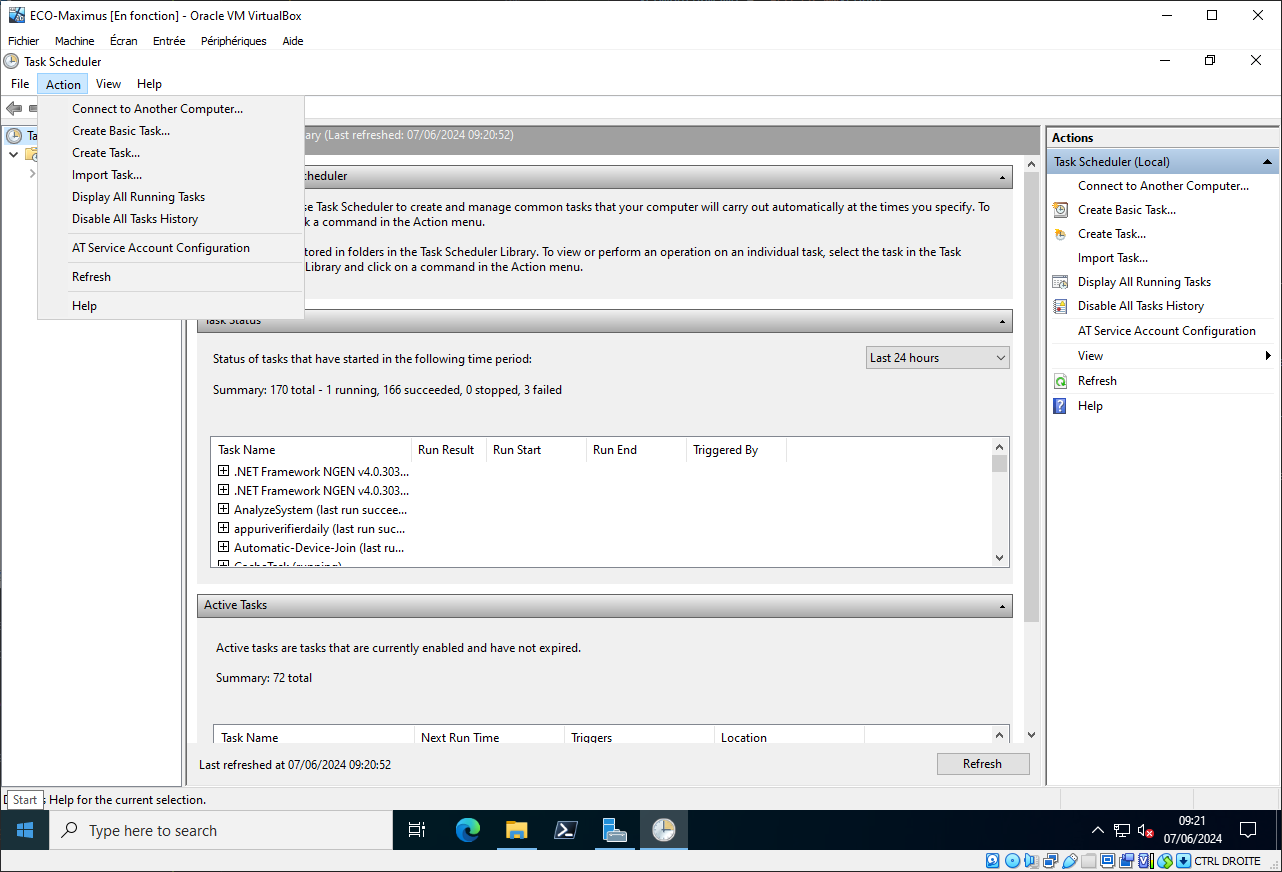 ECO-Maximus [En fonction] - Oracle VM VirtualBox
Fichier Machine Écran Entrée Périphériques Aide
Task Scheduler
File Action View Help
Connect to Another Computer...
Create Basic Task...
Create Task...
Import Task...
Display All Running Tasks
Disable All Tasks History
AT Service Account Configuration
Refresh
Help
Ta
ary (Last refreshed: 07/06/2024 09:20:52)
cheduler
se Task Scheduler to create and manage common tasks that your computer will carry out automatically at the times you specify. To
k a command in the Action menu.
tored in folders in the Task Scheduler Library. To view or perform an operation on an individual task, select the task in the Task
Library and click on a command in the Action menu.
Task Status
Status of tasks that have started in the following time period:
Last 24 hours
Summary: 170 total - 1 running, 166 succeeded, 0 stopped, 3 failed
Task Name Run Result Run Start Run End Triggered By
.NET Framework NGEN v4.0.303...
.NET Framework NGEN v4.0.303...
AnalyzeSystem (last run succee...
appuriverifierdaily (last run suc...
Automatic-Device-Join (last ru...
CacheTask (running)
Active Tasks
Active tasks are tasks that are currently enabled and have not expired.
Summary: 72 total
Task Name Next Run Time Triggers Location
Last refreshed at 07/06/2024 09:20:52
Refresh
Actions
Task Scheduler (Local)
Connect to Another Computer...
Create Basic Task...
Create Task...
Import Task...
Display All Running Tasks
Disable All Tasks History
AT Service Account Configuration
View
Refresh
Help
Start
Help for the current selection.
Type here to search
09:21
07/06/2024
CTRL DROITE